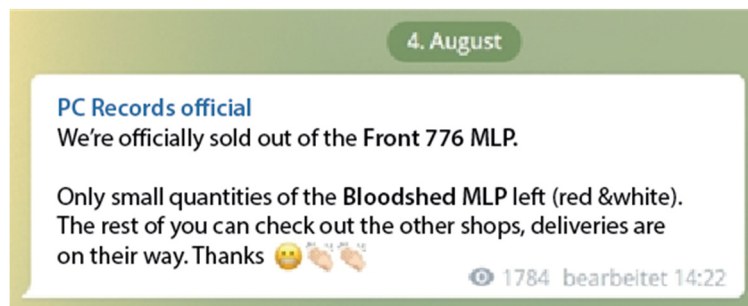 4. August
PC Records official
We're officially sold out of the Front 776 MLP.
Only small quantities of the Bloodshed MLP left (red &white).
The rest of you can check out the other shops, deliveries are
on their way. Thanks 😬👏🏻👏🏻
1784 bearbeitet 14:22